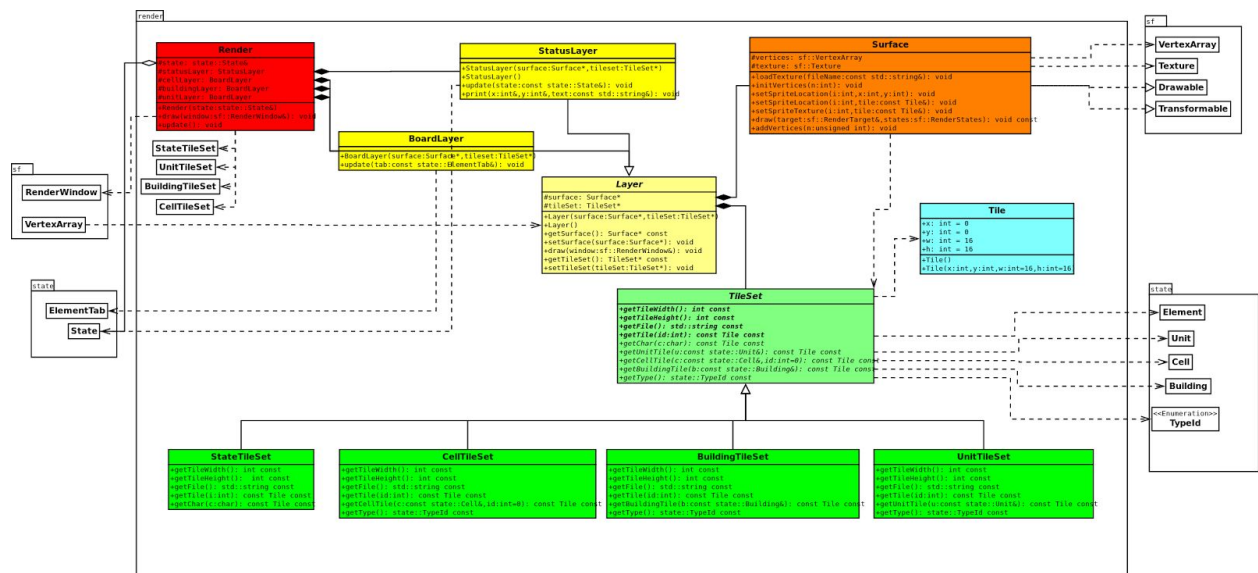 render
Render
#state: state::State&
#statusLayer: StatusLayer
#cellLayer: BoardLayer
#buildingLayer: BoardLayer
#unitLayer: BoardLayer
+Render(state:state::State&)
+draw(window:sf::RenderWindow&): void
+update(): void
StatusLayer
+StatusLayer(surface:Surface*,tileset:TileSet*)
+StatusLayer()
+update(state:const state::State&): void
+print(x:int&,y:int&,text:const std::string&): void
BoardLayer
+BoardLayer(surface:Surface*,tileset:TileSet*)
+update(tab:const state::ElementTab&): void
Surface
#vertices: sf::VertexArray
#texture: sf::Texture
+loadTexture(fileName:const std::string&): void
+initVertices(n:int): void
+setSpriteLocation(i:int,x:int,y:int): void
+setSpriteLocation(i:int,tile:const Tile&): void
+setSpriteTexture(i:int,tile:const Tile&): void
+draw(target:sf::RenderTarget&,states:sf::RenderStates): void const
+addVertices(n:unsigned int): void
sf
VertexArray
Texture
Drawable
Transformable
StateTileSet
UnitTileSet
BuildingTileSet
CellTileSet
sf
RenderWindow
VertexArray
state
ElementTab
State
Layer
#surface: Surface*
#tileSet: TileSet*
+Layer(surface:Surface*,tileSet:TileSet*)
+Layer()
+getSurface(): Surface* const
+setSurface(surface:Surface*): void
+draw(window:sf::RenderWindow&): void
+getTileSet(): TileSet* const
+setTileSet(tileSet:TileSet*): void
Tile
+x: int = 0
+y: int = 0
+w: int = 16
+h: int = 16
+Tile()
+Tile(x:int,y:int,w:int=16,h:int=16
TileSet
+getTileWidth(): int const
+getTileHeight(): int const
+getFile(): std::string const
+getTile(id:int): const Tile const
+getChar(c:char): const Tile const
+getUnitTile(u:const state::Unit&): const Tile const
+getCellTile(c:const state::Cell&,id:int=0): const Tile const
+getBuildingTile(b:const state::Building&): const Tile const
+getType(): state::TypeId const
state
Element
Unit
Cell
Building
<<Enumeration>>
TypeId
StateTileSet
+getTileWidth(): int const
+getTileHeight(): int const
+getFile(): std::string const
+getTile(i:int): const Tile const
+getChar(c:char): const Tile const
CellTileSet
+getTileWidth(): int const
+getTileHeight(): int const
+getFile(): std::string const
+getTile(id:int): const Tile const
+getCellTile(c:const state::Cell&,id:int=0): const Tile const
+getType(): state::TypeId const
BuildingTileSet
+getTileWidth(): int const
+getTileHeight(): int const
+getFile(): std::string const
+getTile(id:int): const Tile const
+getBuildingTile(b:const state::Building&): const Tile const
+getType(): state::TypeId const
UnitTileSet
+getTileWidth(): int const
+getTileHeight(): int const
+getFile(): std::string const
+getTile(id:int): const Tile const
+getUnitTile(u:const state::Unit&): const Tile const
+getType(): state::TypeId const